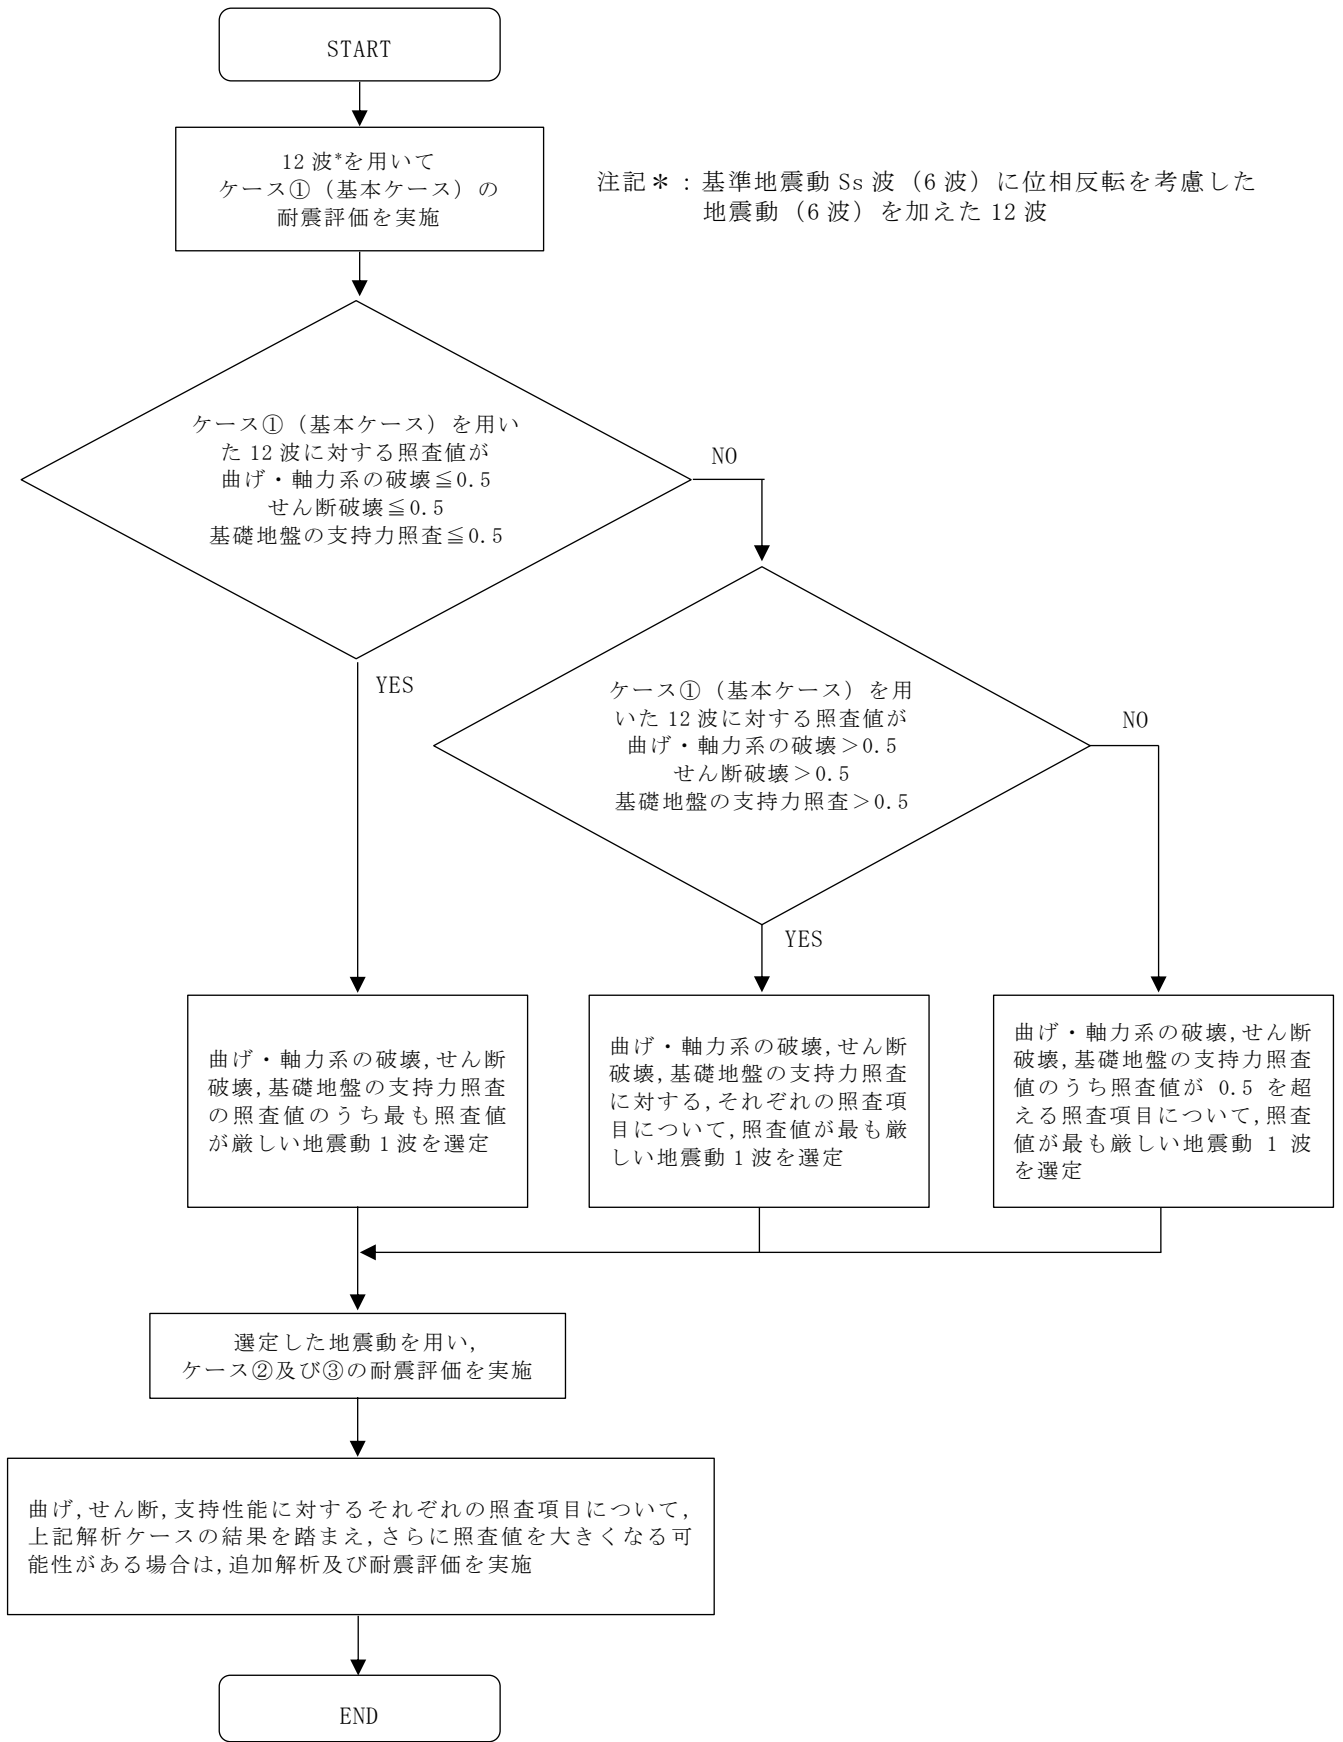 START
12波*を用いて
ケース①（基本ケース）の
耐震評価を実施
注記＊：基準地震動 Ss 波（6 波）に位相反転を考慮した
地震動（6 波）を加えた 12 波
ケース①（基本ケース）を用い
た 12 波に対する照査値が
曲げ・軸力系の破壊≦0.5
せん断破壊≦0.5
基礎地盤の支持力照査≦0.5
NO
YES
ケース①（基本ケース）を用
いた 12 波に対する照査値が
曲げ・軸力系の破壊＞0.5
せん断破壊＞0.5
基礎地盤の支持力照査＞0.5
NO
YES
曲げ・軸力系の破壊,せん断
破壊,基礎地盤の支持力照査
の照査値のうち最も照査値
が厳しい地震動 1 波を選定
曲げ・軸力系の破壊,せん断
破壊,基礎地盤の支持力照査
に対する,それぞれの照査項
目について,照査値が最も厳
しい地震動 1 波を選定
曲げ・軸力系の破壊,せん断
破壊,基礎地盤の支持力照査
値のうち照査値が 0.5 を超
える照査項目について,照査
値が最も厳しい地震動 1 波
を選定
選定した地震動を用い,
ケース②及び③の耐震評価を実施
曲げ,せん断,支持性能に対するそれぞれの照査項目について,
上記解析ケースの結果を踏まえ,さらに照査値を大きくなる可
能性がある場合は,追加解析及び耐震評価を実施
END